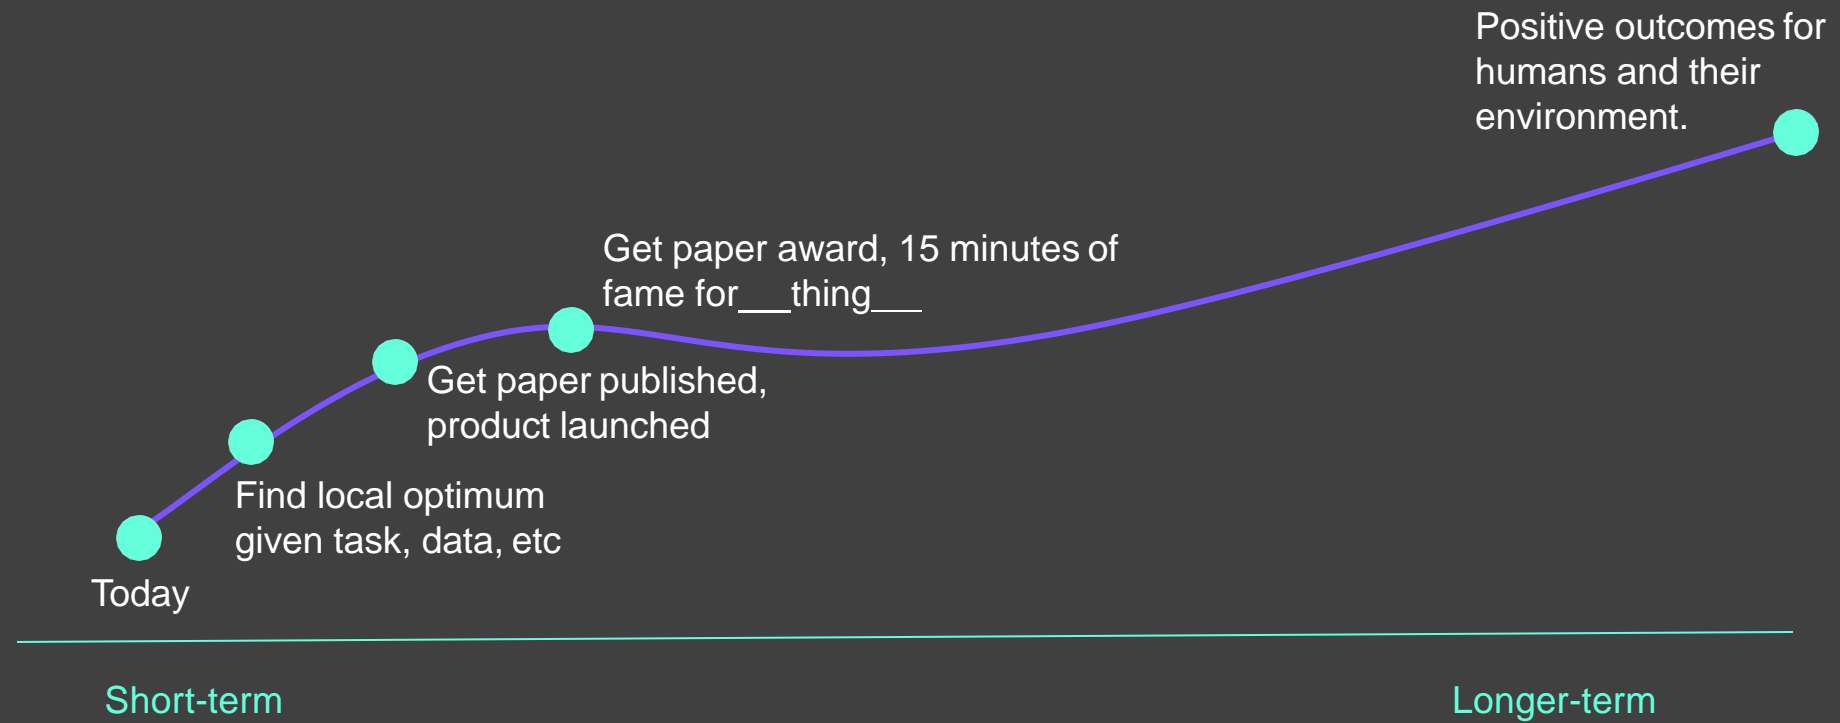 Positive outcomes for
humans and their
environment.
Get paper award, 15 minutes of
fame for__thing__
Get paper published,
product launched
Find local optimum
given task, data, etc
Today
Short-term
Longer-term